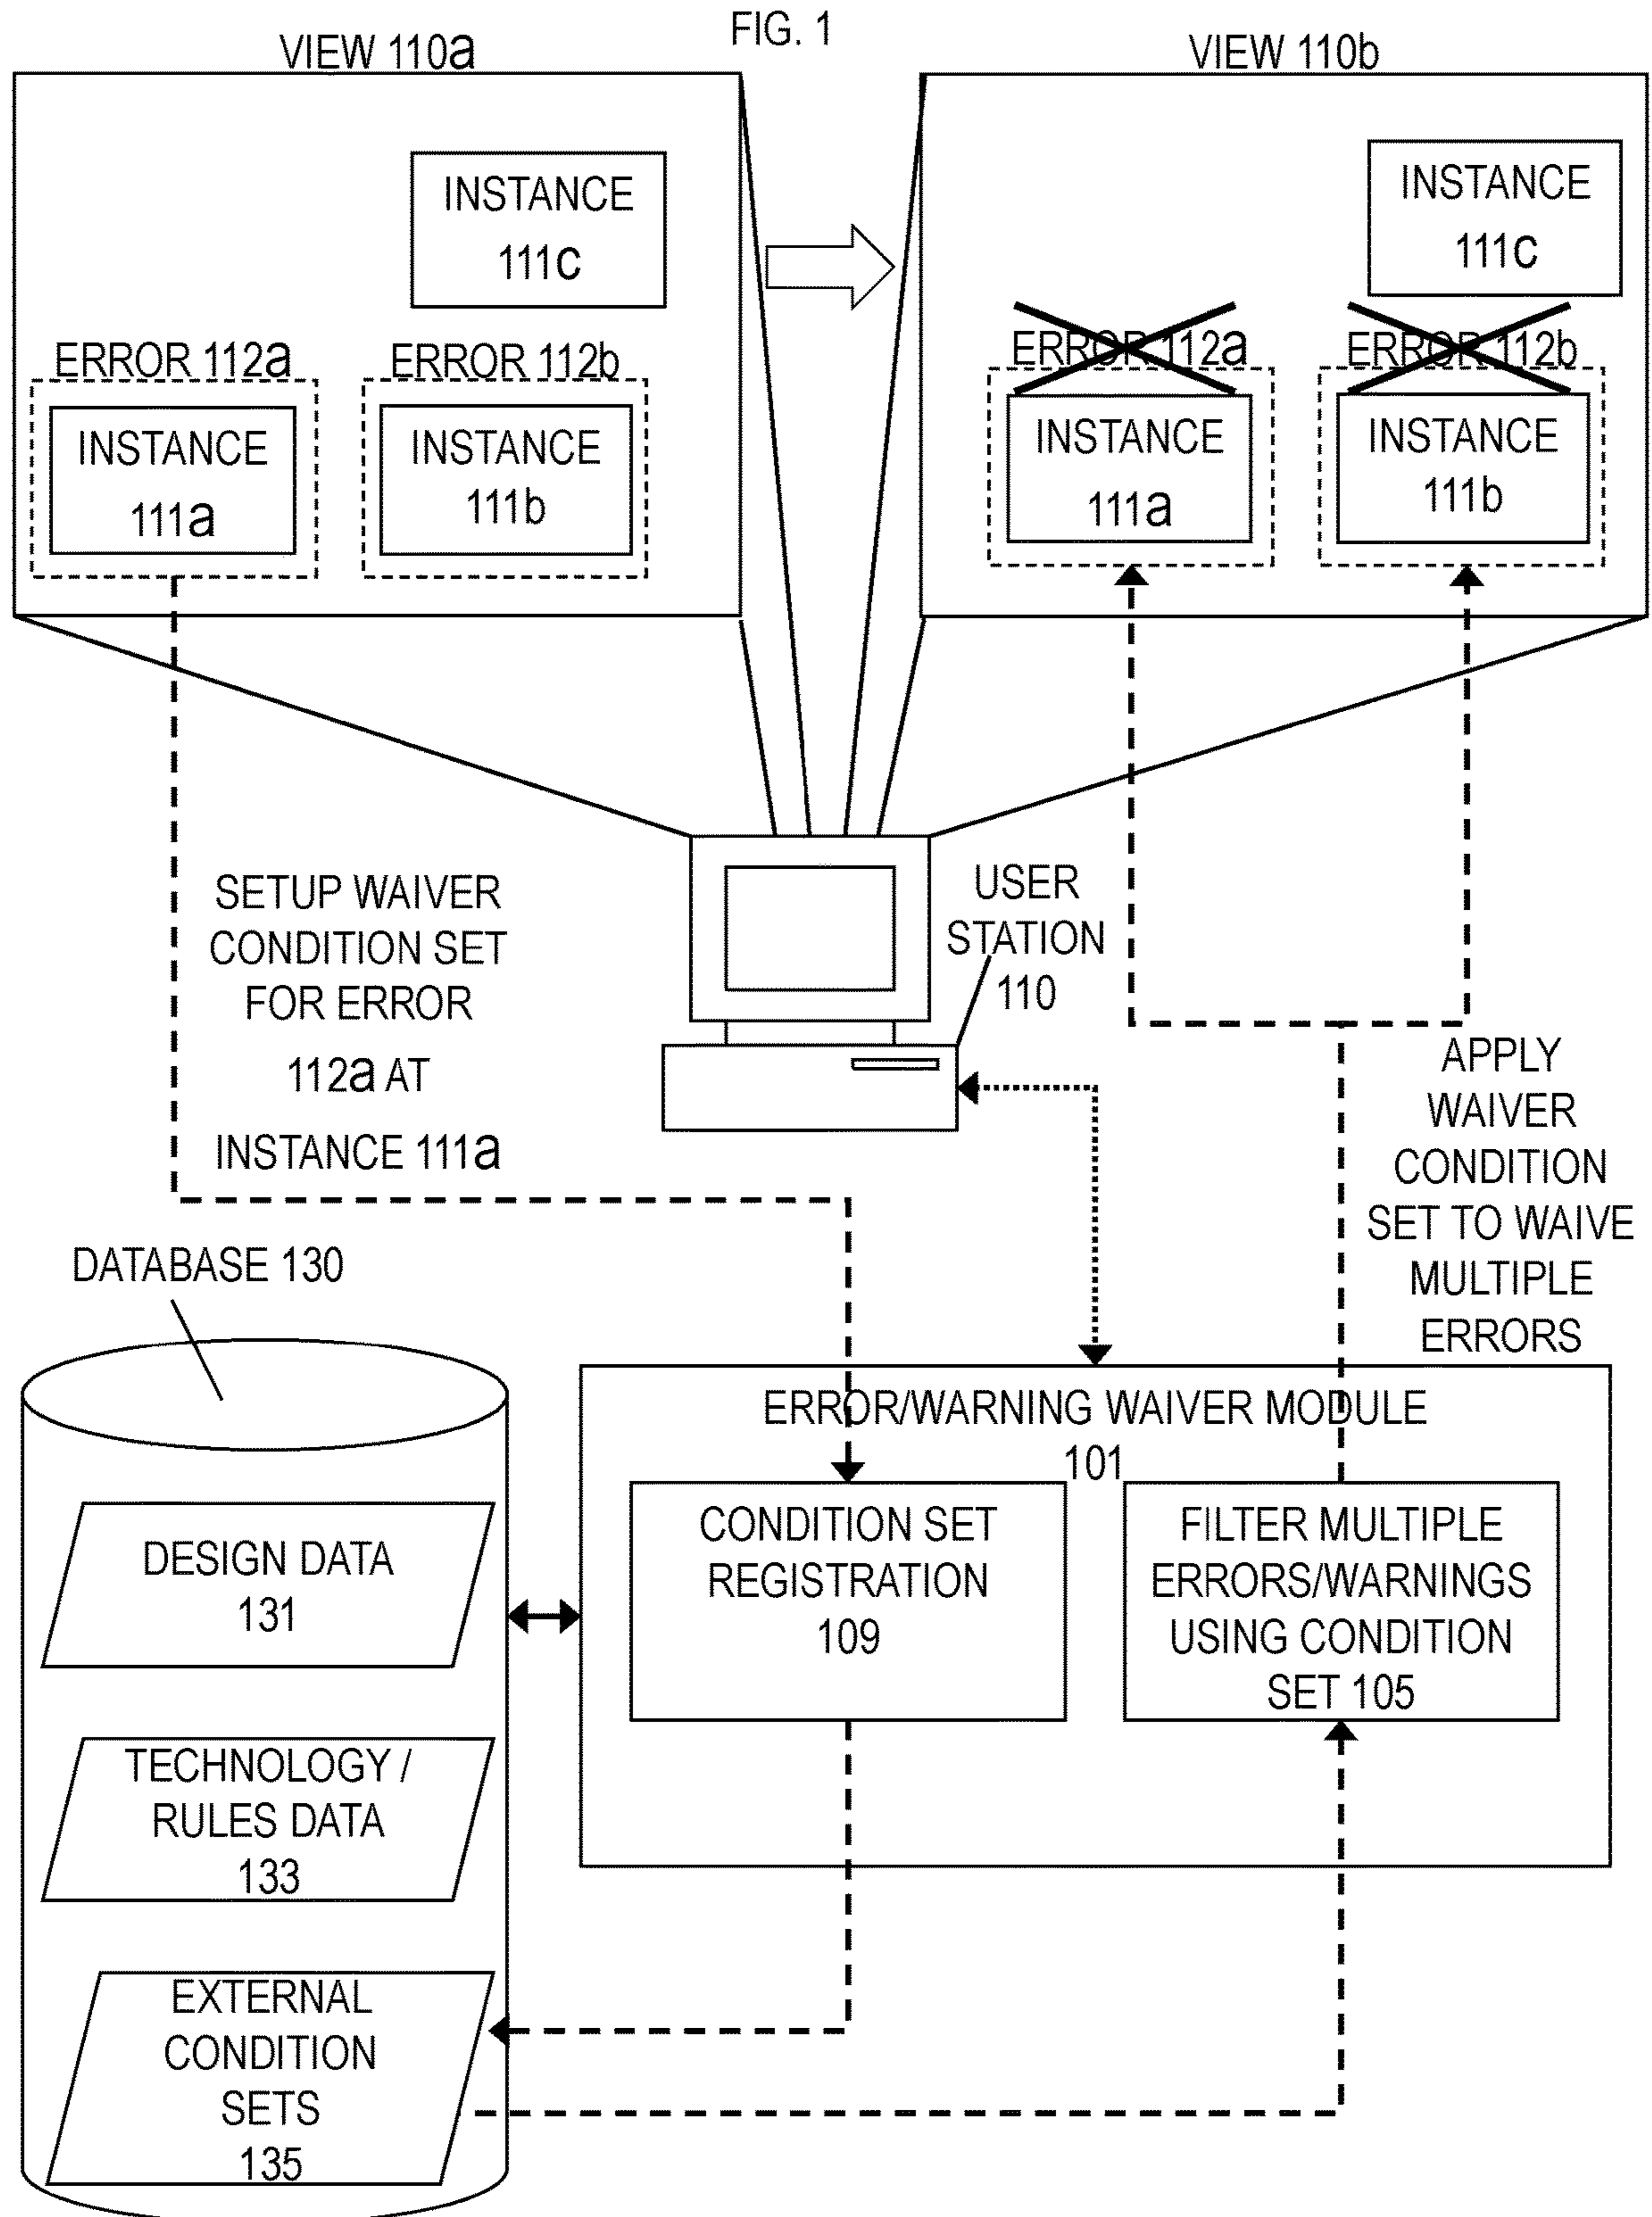 FIG. 1
VIEW 110a
VIEW 110b
INSTANCE
111c
ERROR 112a
ERROR 112b
INSTANCE
111a
INSTANCE
111b
INSTANCE
111c
ERROR 112a
ERROR 112b
INSTANCE
111a
INSTANCE
111b
SETUP WAIVER
CONDITION SET
FOR ERROR
112a AT
INSTANCE 111a
USER
STATION
110
APPLY
WAIVER
CONDITION
SET TO WAIVE
MULTIPLE
ERRORS
DATABASE 130
DESIGN DATA
131
TECHNOLOGY /
RULES DATA
133
EXTERNAL
CONDITION
SETS
135
ERROR/WARNING WAIVER MODULE
101
CONDITION SET
REGISTRATION
109
FILTER MULTIPLE
ERRORS/WARNINGS
USING CONDITION
SET 105